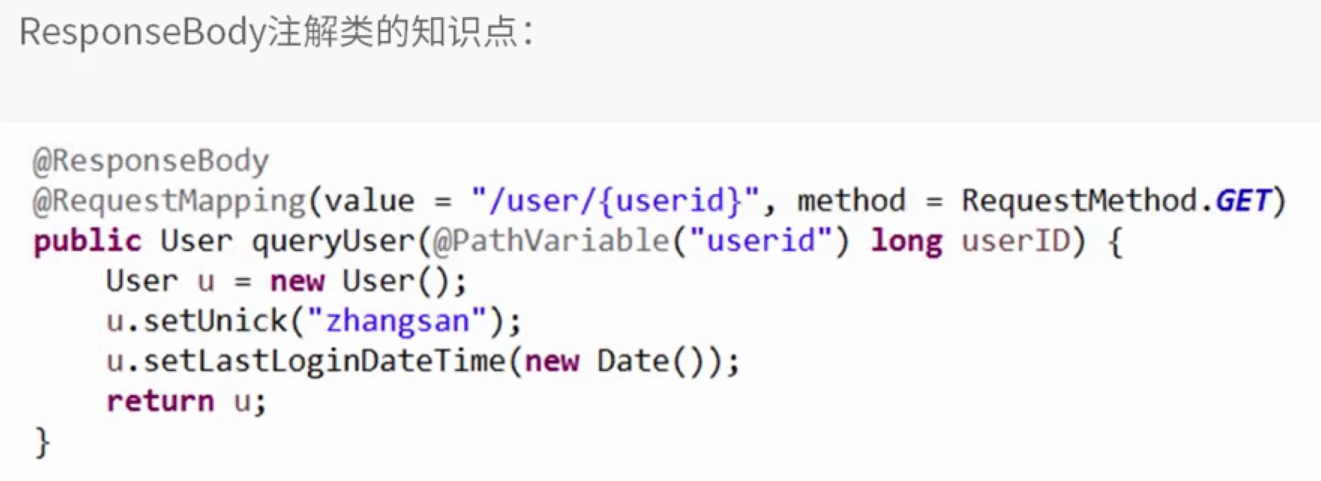 ResponseBody注解类的知识点：
@ResponseBody
@RequestMapping(value = "/user/{userid}", method = RequestMethod.GET)
public User queryUser(@PathVariable("userid") long userID) {
    User u = new User();
    u.setUnick("zhangsan");
    u.setLastLoginDateTime(new Date());
    return u;
}